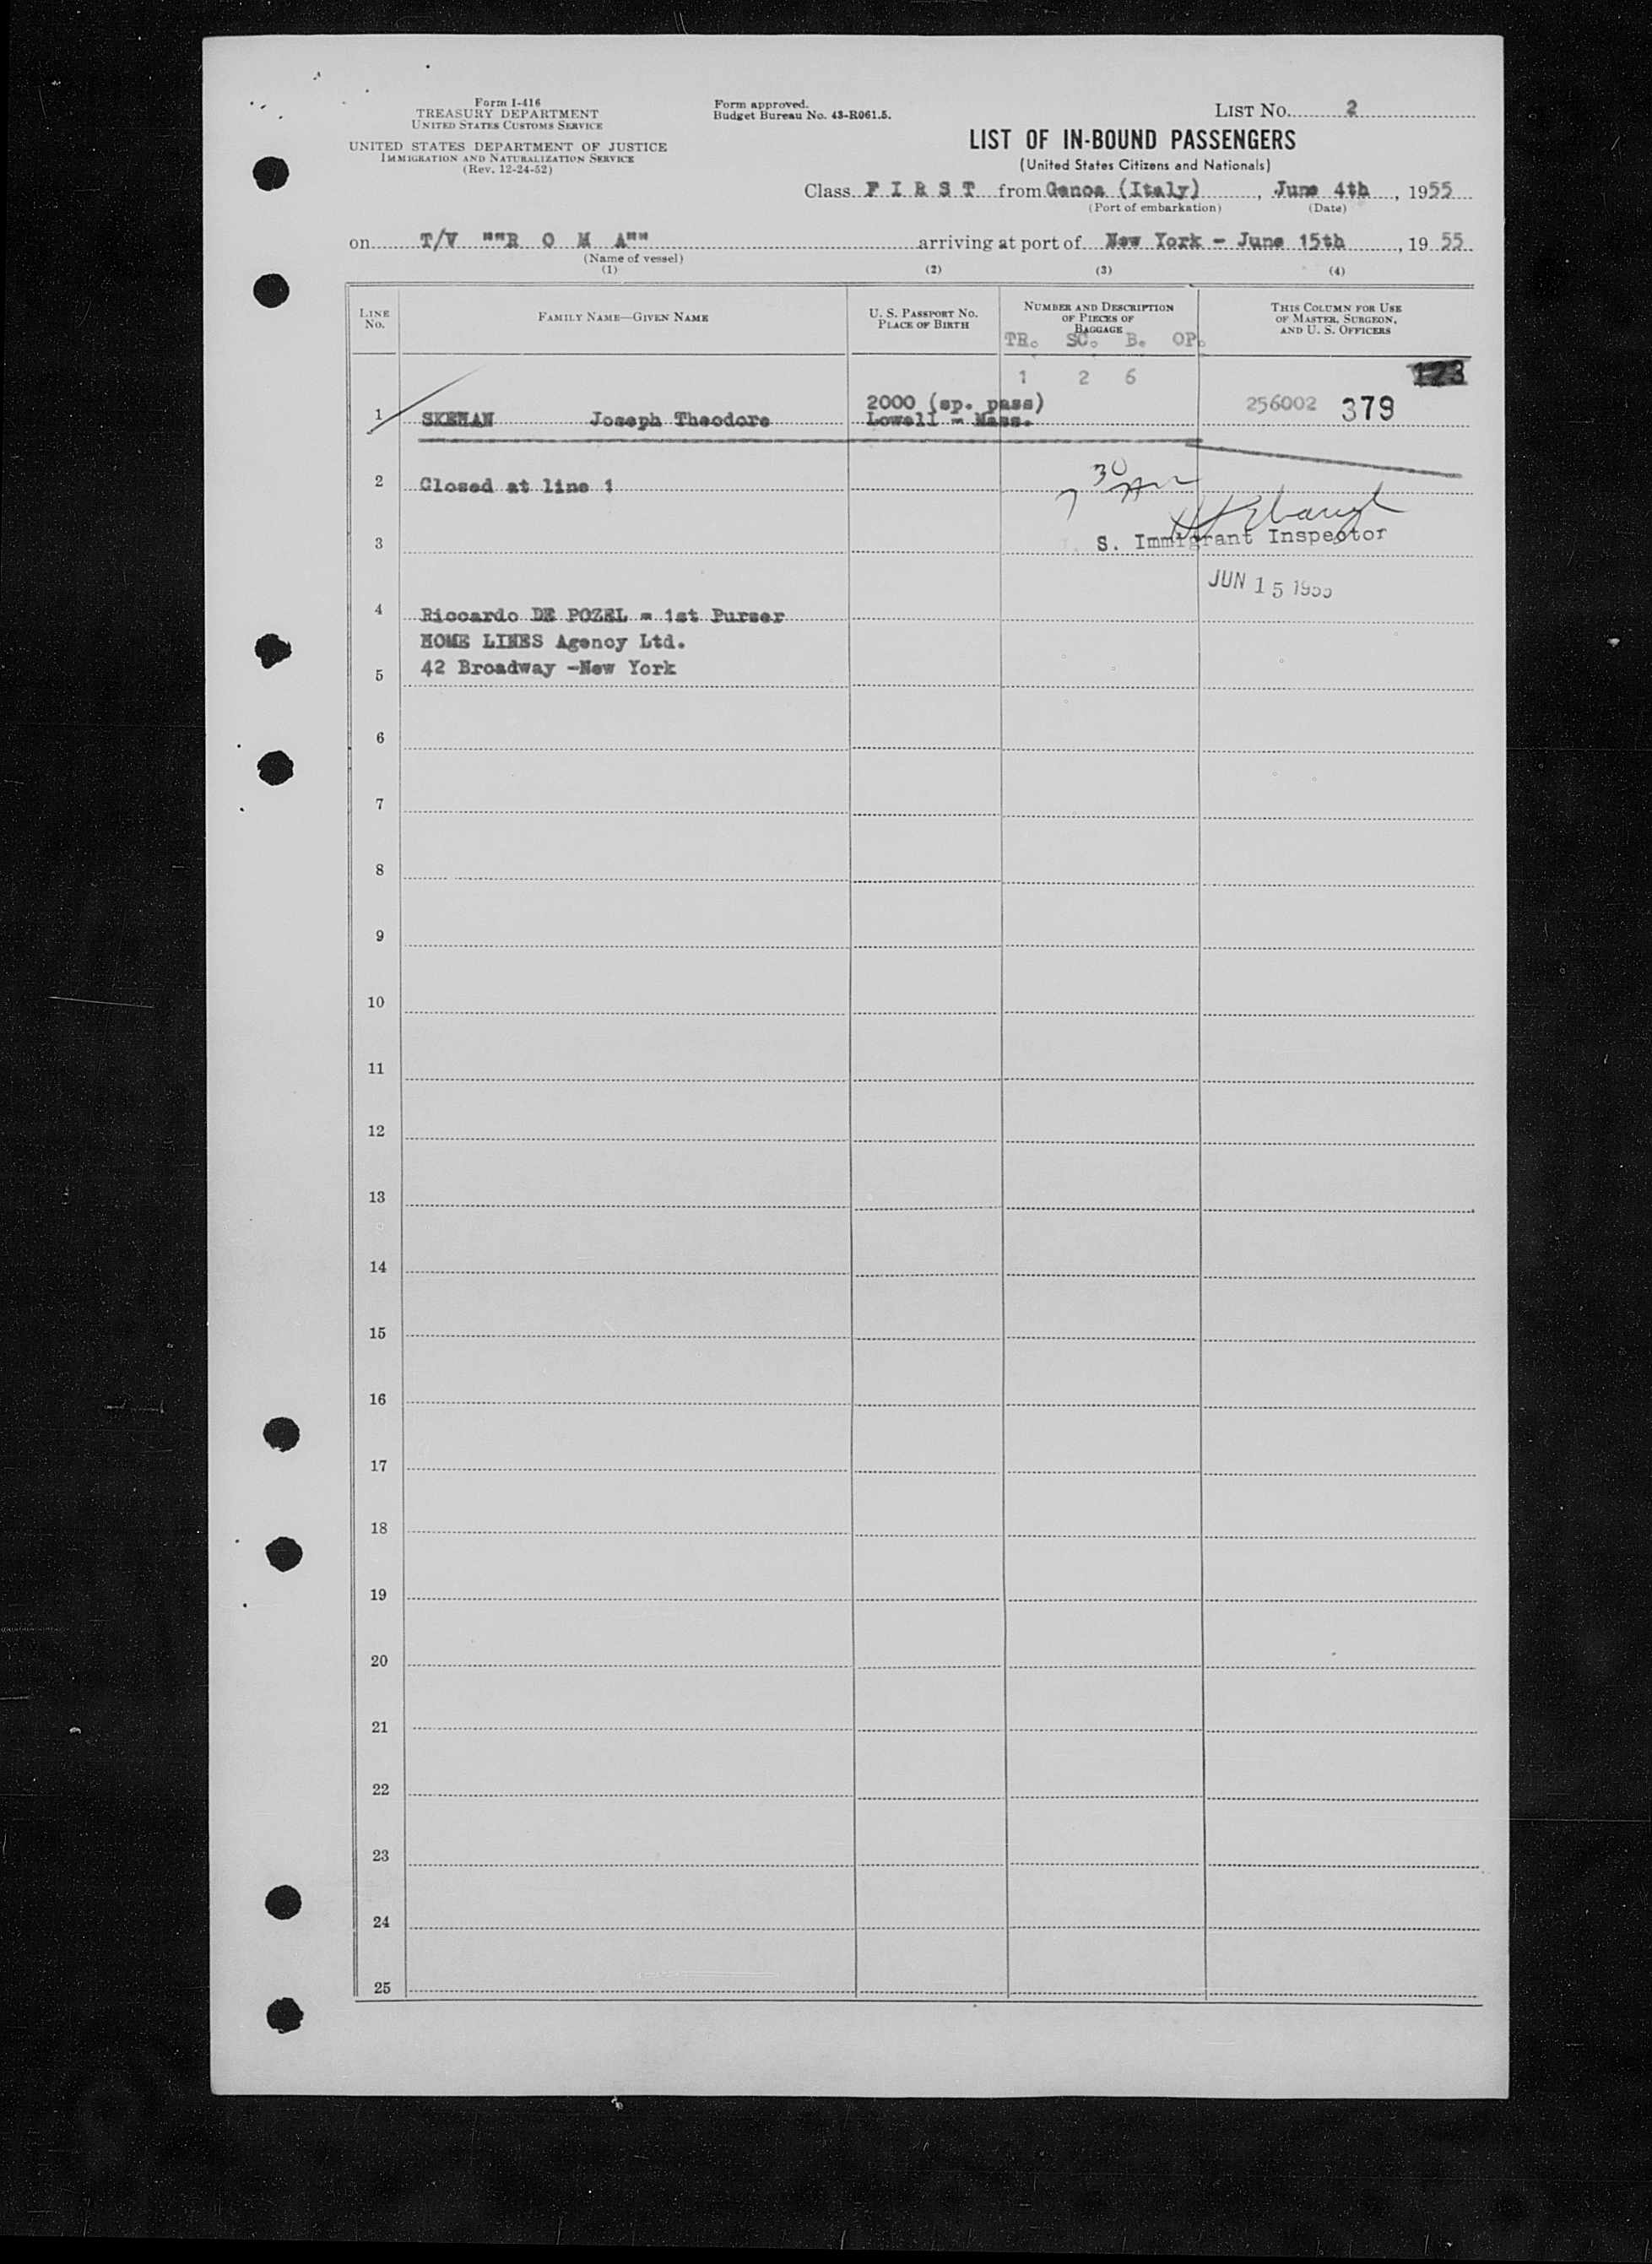 Form I-416
TREASURY DEPARTMENT
UNITED STATES CUSTOMS SERVICE
UNITED STATES DEPARTMENT OF JUSTICE
IMMIGRATION AND NATURALIZATION SERVICE
(Rev. 12-24-52)
Form approved.
Budget Bureau No. 43-R061.5.
LIST NO. 2
LIST OF IN-BOUND PASSENGERS
(United States Citizens and Nationals)
Class F I R S T from Genoa (Italy), June 4th, 1955
(Port of embarkation) (Date)
on T/V ""R O M A"" arriving at port of New York - June 15th, 19 55
(Name of vessel)
(1) (2) (3) (4)
LINE NO. FAMILY NAME—GIVEN NAME U. S. PASSPORT NO. PLACE OF BIRTH NUMBER AND DESCRIPTION OF PIECES OF BAGGAGE THIS COLUMN FOR USE OF MASTER, SURGEON, AND U. S. OFFICERS
TR. SC. B. OP.
1 2 6 123
2000 (sp. pass) 256002 379
1 SKEHAN Joseph Theodore Lowell - Mass.
2 Closed at line 1 7 30
3 S. Immigrant Inspector
JUN 15 1955
4 Riccardo DE POZEL - 1st Purser
HOME LINES Agency Ltd.
5 42 Broadway -New York
6
7
8
9
10
11
12
13
14
15
16
17
18
19
20
21
22
23
24
25